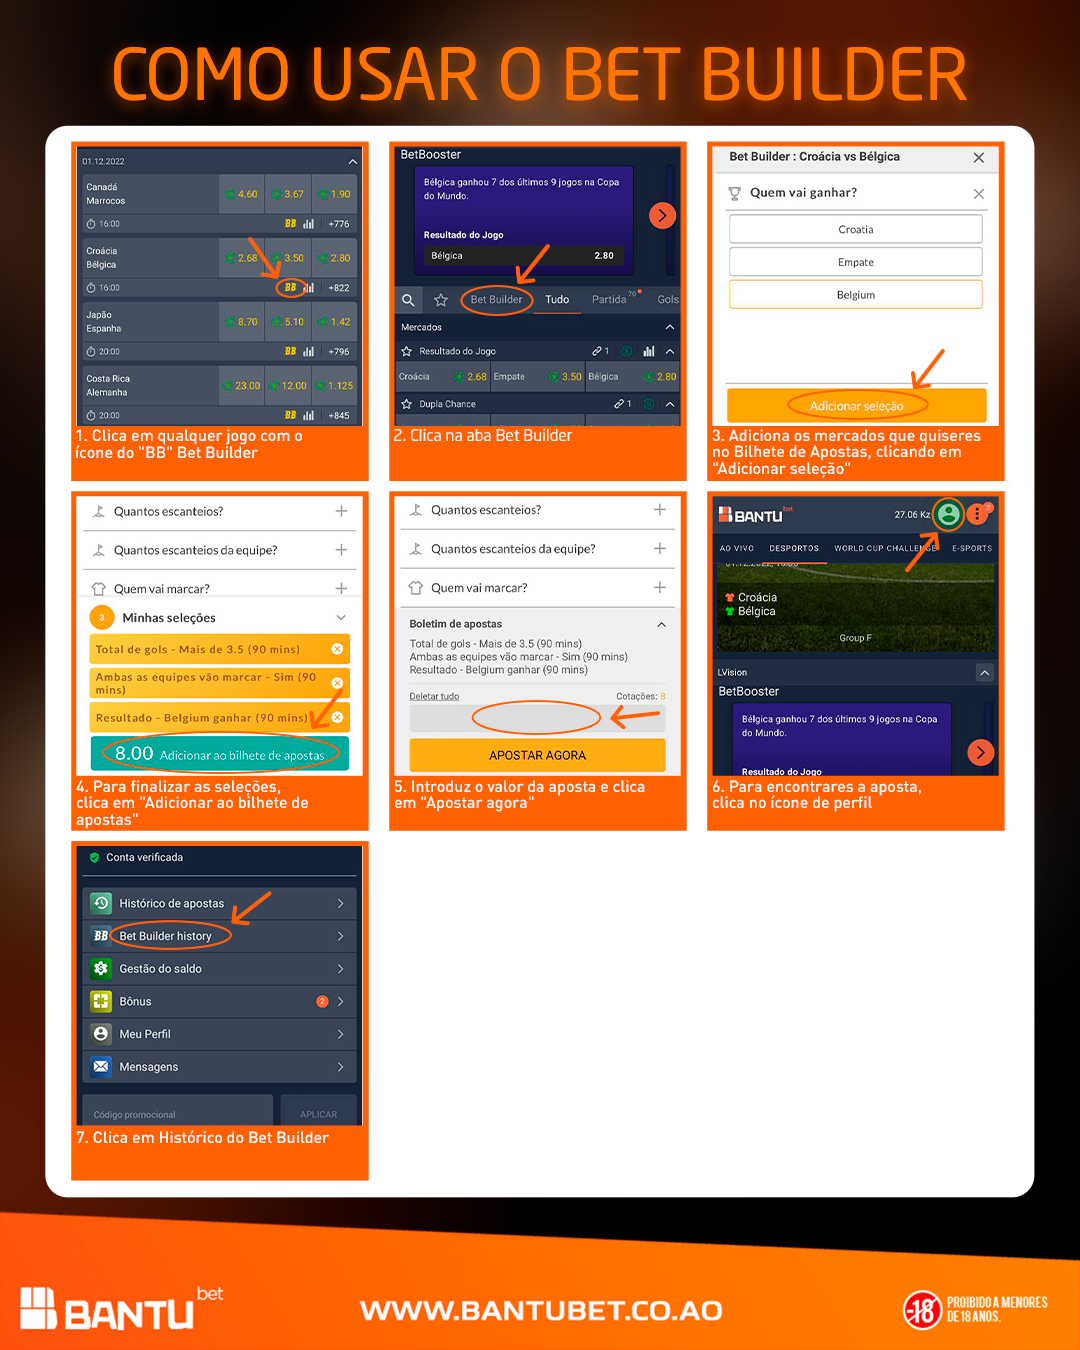 COMO USAR O BET BUILDER
01.12.2022
Canadá
Marrocos
4.60
3.67
1.90
16:00
BB
+776
Croácia
Bélgica
2.68
3.50
2.80
16:00
BB
+822
Japão
Espanha
8.70
5.10
1.42
20:00
BB
+796
Costa Rica
Alemanha
23.00
12.00
1.125
20:00
BB
+845
1. Clica em qualquer jogo com o
ícone do "BB" Bet Builder
BetBooster
Bélgica ganhou 7 dos últimos 9 jogos na Copa
do Mundo.
Resultado do Jogo
Bélgica 2.80
Bet Builder Tudo Partida 76 Gols
Mercados
Resultado do Jogo 1
Croácia 2.68 Empate 3.50 Bélgica 2.80
Dupla Chance 1
2. Clica na aba Bet Builder
Bet Builder : Croácia vs Bélgica
Quem vai ganhar?
Croatia
Empate
Belgium
Adicionar seleção
3. Adiciona os mercados que quiseres
no Bilhete de Apostas, clicando em
"Adicionar seleção"
Quantos escanteios?
Quantos escanteios da equipe?
Quem vai marcar?
3 Minhas seleções
Total de gols - Mais de 3.5 (90 mins)
Ambas as equipes vão marcar - Sim (90
mins)
Resultado - Belgium ganhar (90 mins)
8.00 Adicionar ao bilhete de apostas
4. Para finalizar as seleções,
clica em "Adicionar ao bilhete de
apostas"
Quantos escanteios?
Quantos escanteios da equipe?
Quem vai marcar?
Boletim de apostas
Total de gols - Mais de 3.5 (90 mins)
Ambas as equipes vão marcar - Sim (90 mins)
Resultado - Belgium ganhar (90 mins)
Deletar tudo Cotações: 8
APOSTAR AGORA
5. Introduz o valor da aposta e clica
em "Apostar agora"
BANTU bet
27.06 Kz
2
AO VIVO DESPORTOS WORLD CUP CHALLENGE E-SPORTS
Croácia
Bélgica
Group F
LVision
BetBooster
Bélgica ganhou 7 dos últimos 9 jogos na Copa
do Mundo.
Resultado do Jogo
6. Para encontrares a aposta,
clica no ícone de perfil
Conta verificada
Histórico de apostas
BB Bet Builder history
Gestão do saldo
Bônus 2
Meu Perfil
Mensagens
Código promocional APLICAR
7. Clica em Histórico do Bet Builder
BANTU bet
WWW.BANTUBET.CO.AO
-18
PROIBIDO A MENORES
DE 18 ANOS.